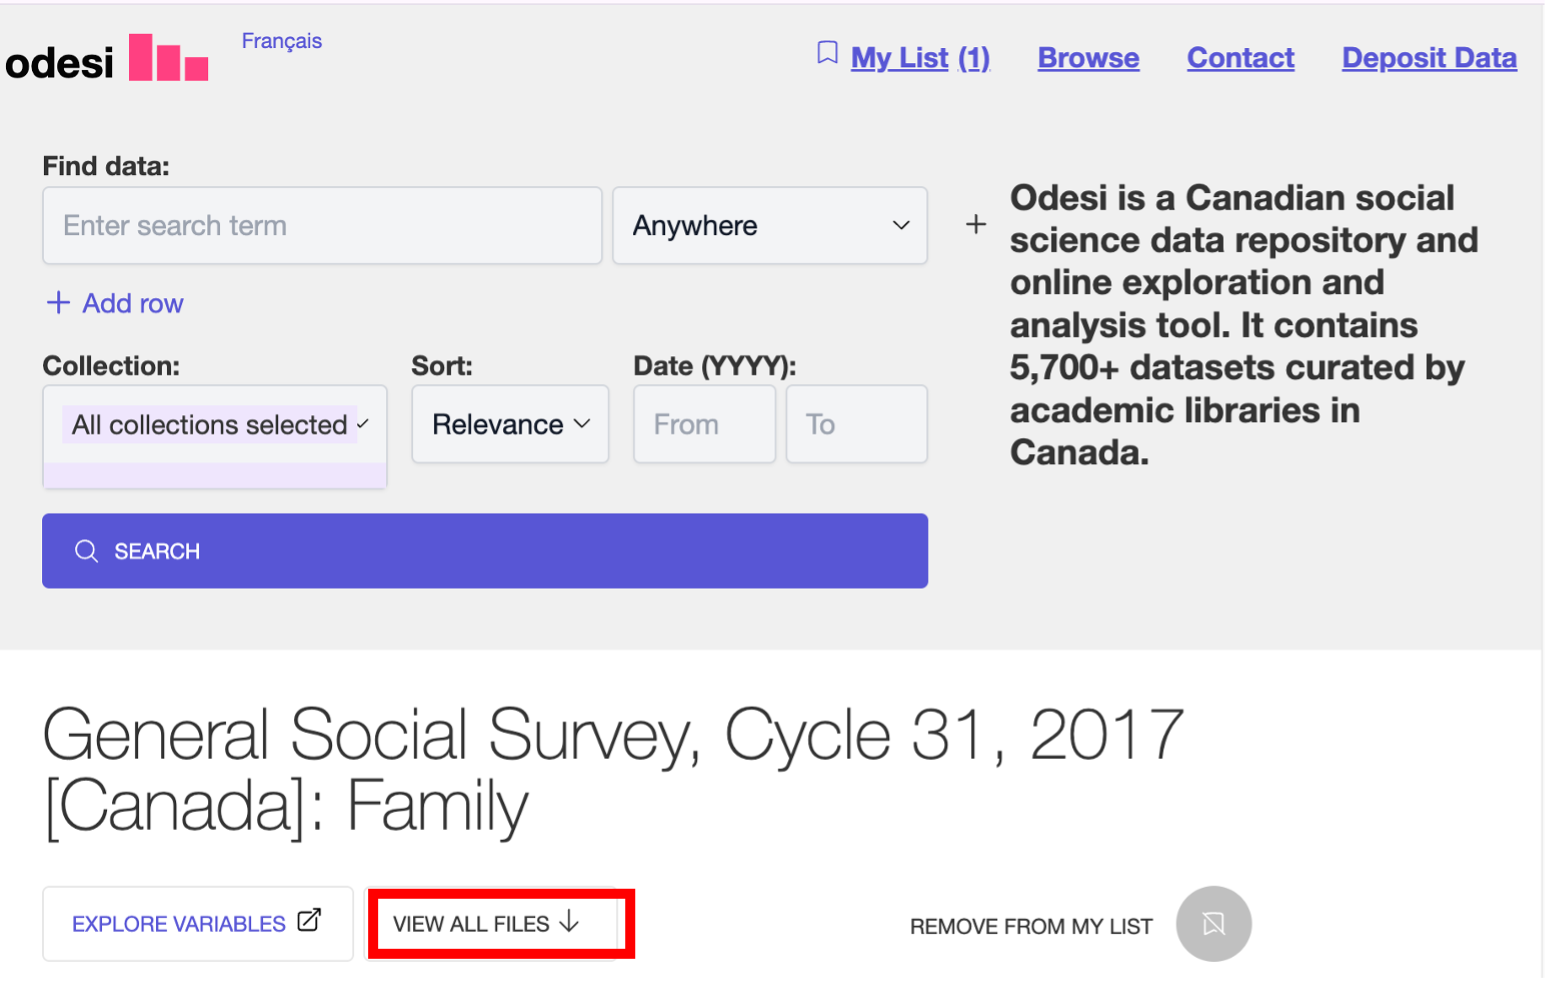 odesi
Français
My List (1)
Browse
Contact
Deposit Data
Find data:
Enter search term
Anywhere
+
+ Add row
Collection:
Sort:
Date (YYYY):
All collections selected
Relevance
From
To
SEARCH
Odesi is a Canadian social
science data repository and
online exploration and
analysis tool. It contains
5,700+ datasets curated by
academic libraries in
Canada.
General Social Survey, Cycle 31, 2017
[Canada]: Family
EXPLORE VARIABLES
VIEW ALL FILES
REMOVE FROM MY LIST